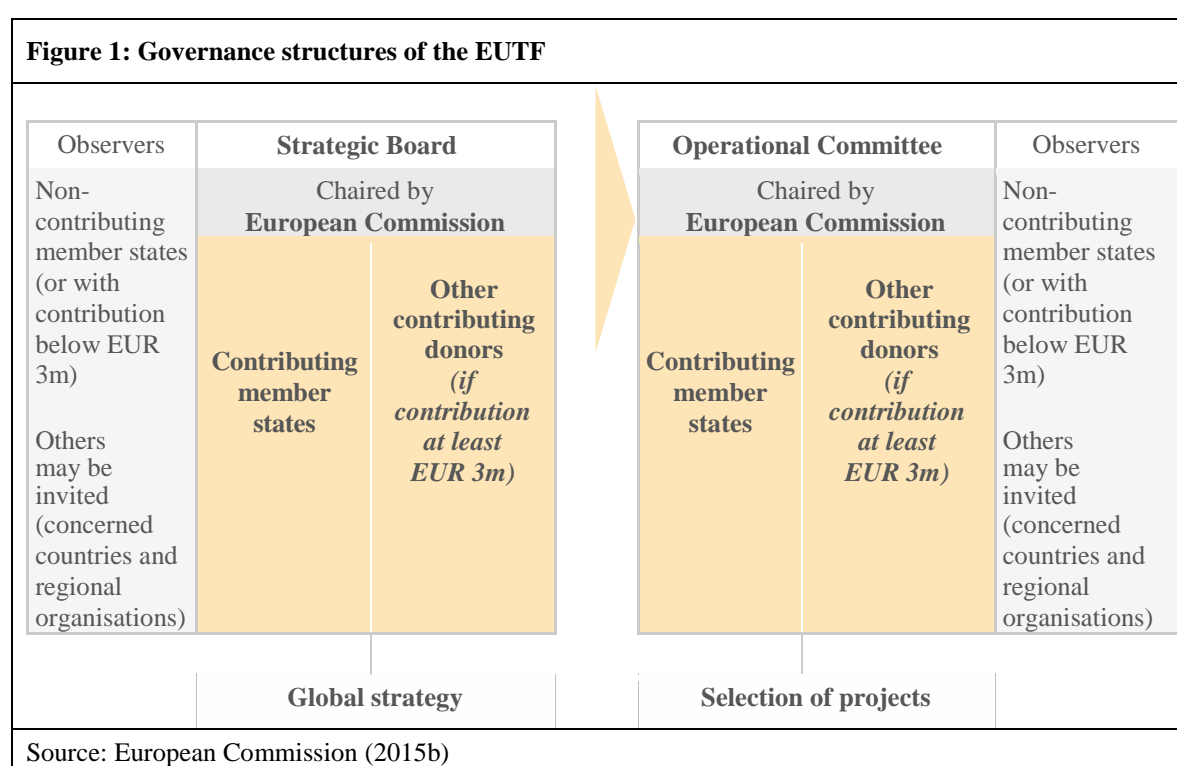 Figure 1: Governance structures of the EUTF
Observers
Non-
contributing
member states
(or with
contribution
below EUR
3m)
Others
may be
invited
(concerned
countries and
regional
organisations)
Strategic Board
Chaired by
European Commission
Contributing
member
states
Other
contributing
donors
(if
contribution
at least
EUR 3m)
Global strategy
Operational Committee
Chaired by
European Commission
Contributing
member
states
Other
contributing
donors
(if
contribution
at least
EUR 3m)
Selection of projects
Observers
Non-
contributing
member states
(or with
contribution
below EUR
3m)
Others
may be
invited
(concerned
countries and
regional
organisations)
Source: European Commission (2015b)